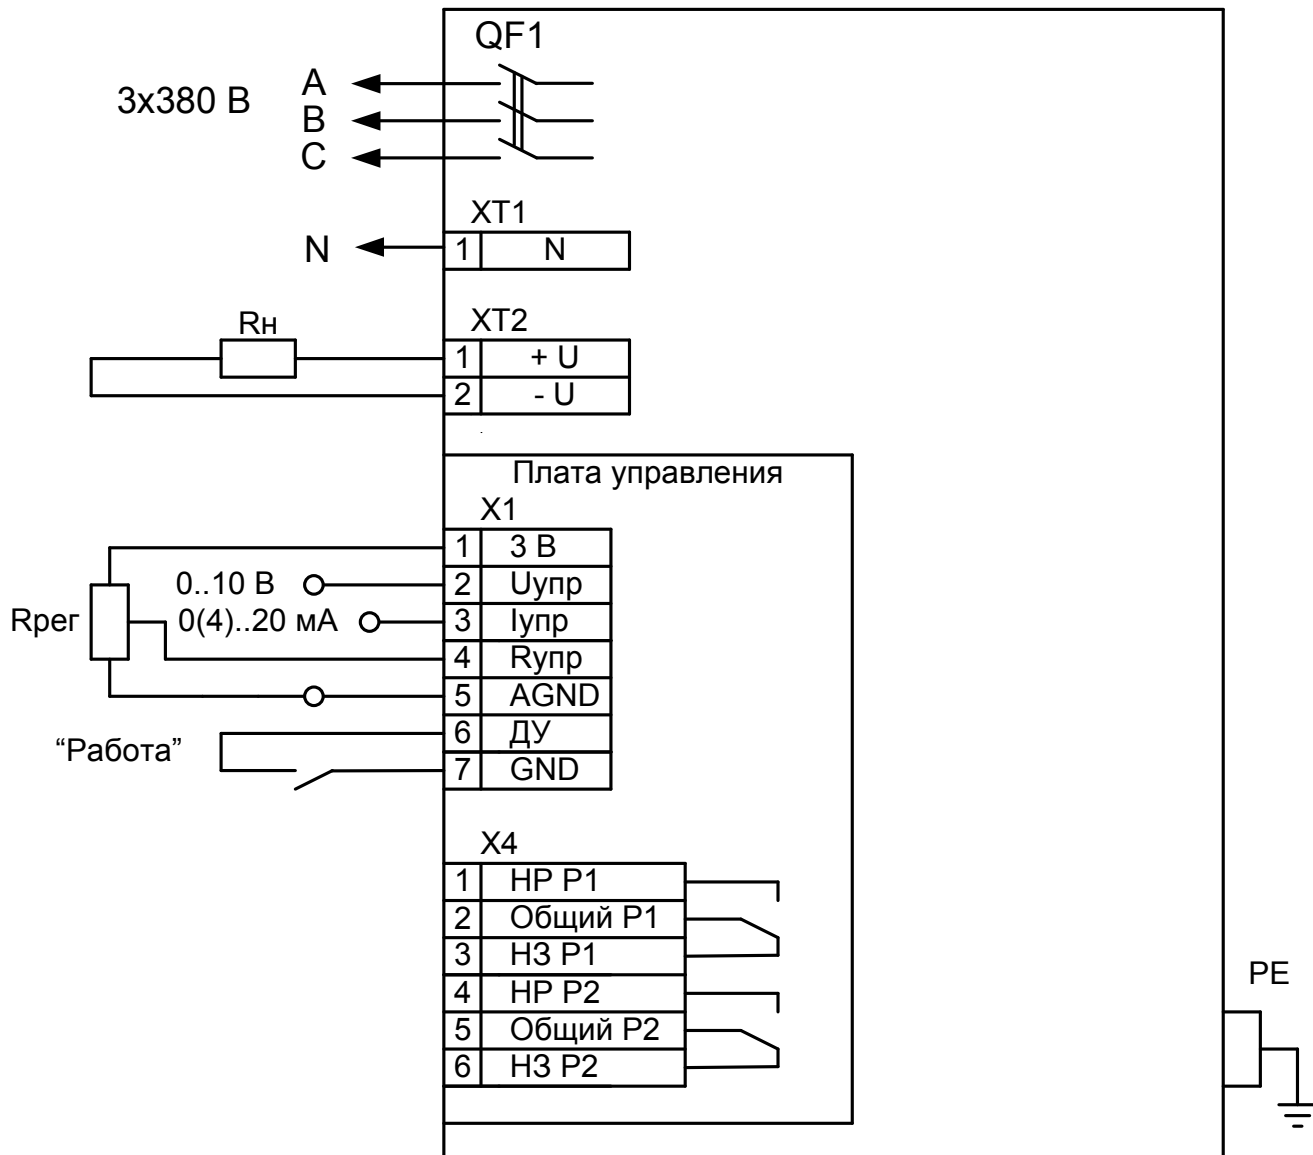 QF1
3x380 В
A
B
C
XT1
N
1 N
Rн
XT2
1 + U
2 - U
Плата управления
X1
1 3 В
0..10 В
2 Uупр
Rрег
0(4)..20 мА
3 Iупр
4 Rупр
5 AGND
6 ДУ
“Работа”
7 GND
X4
1 НР Р1
2 Общий Р1
3 НЗ Р1
4 НР Р2
5 Общий Р2
6 НЗ Р2
PE